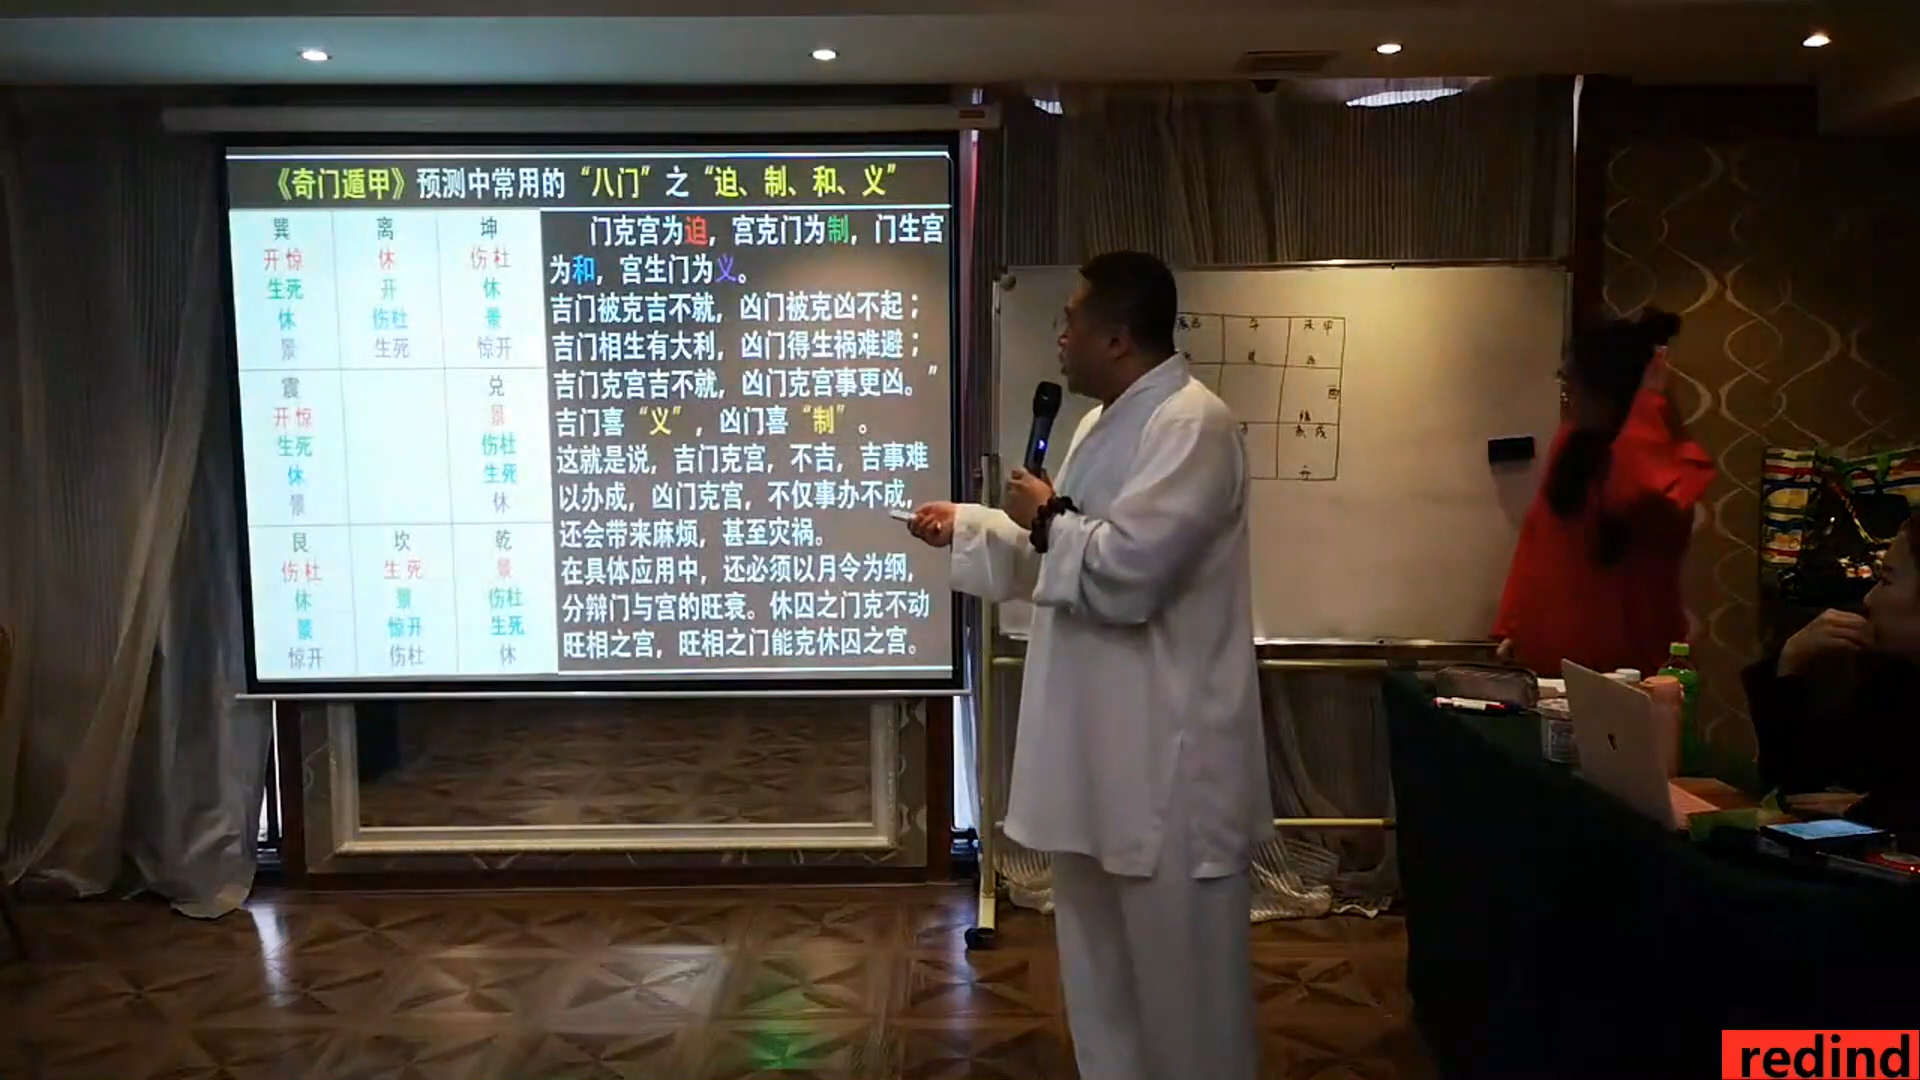 《奇门遁甲》预测中常用的“八门”之“迫、制、和、义”
巽 离 坤
开惊 休 伤杜
生死 开 休
休 伤杜 景
景 生死 惊开
震 兑
开惊 景
生死 伤杜
休 生死
景 休
艮 坎 乾
伤杜 生死 景
休 景 伤杜
景 惊开 生死
惊开 伤杜 休
门克宫为迫，宫克门为制，门生宫
为和，宫生门为义。
吉门被克吉不就，凶门被克凶不起；
吉门相生有大利，凶门得生祸难避；
吉门克宫吉不就，凶门克宫事更凶。”
吉门喜“义”，凶门喜“制”。
这就是说，吉门克宫，不吉，吉事难
以办成，凶门克宫，不仅事办不成，
还会带来麻烦，甚至灾祸。
在具体应用中，还必须以月令为纲，
分辩门与宫的旺衰。休囚之门克不动
旺相之宫，旺相之门能克休囚之宫。
redind